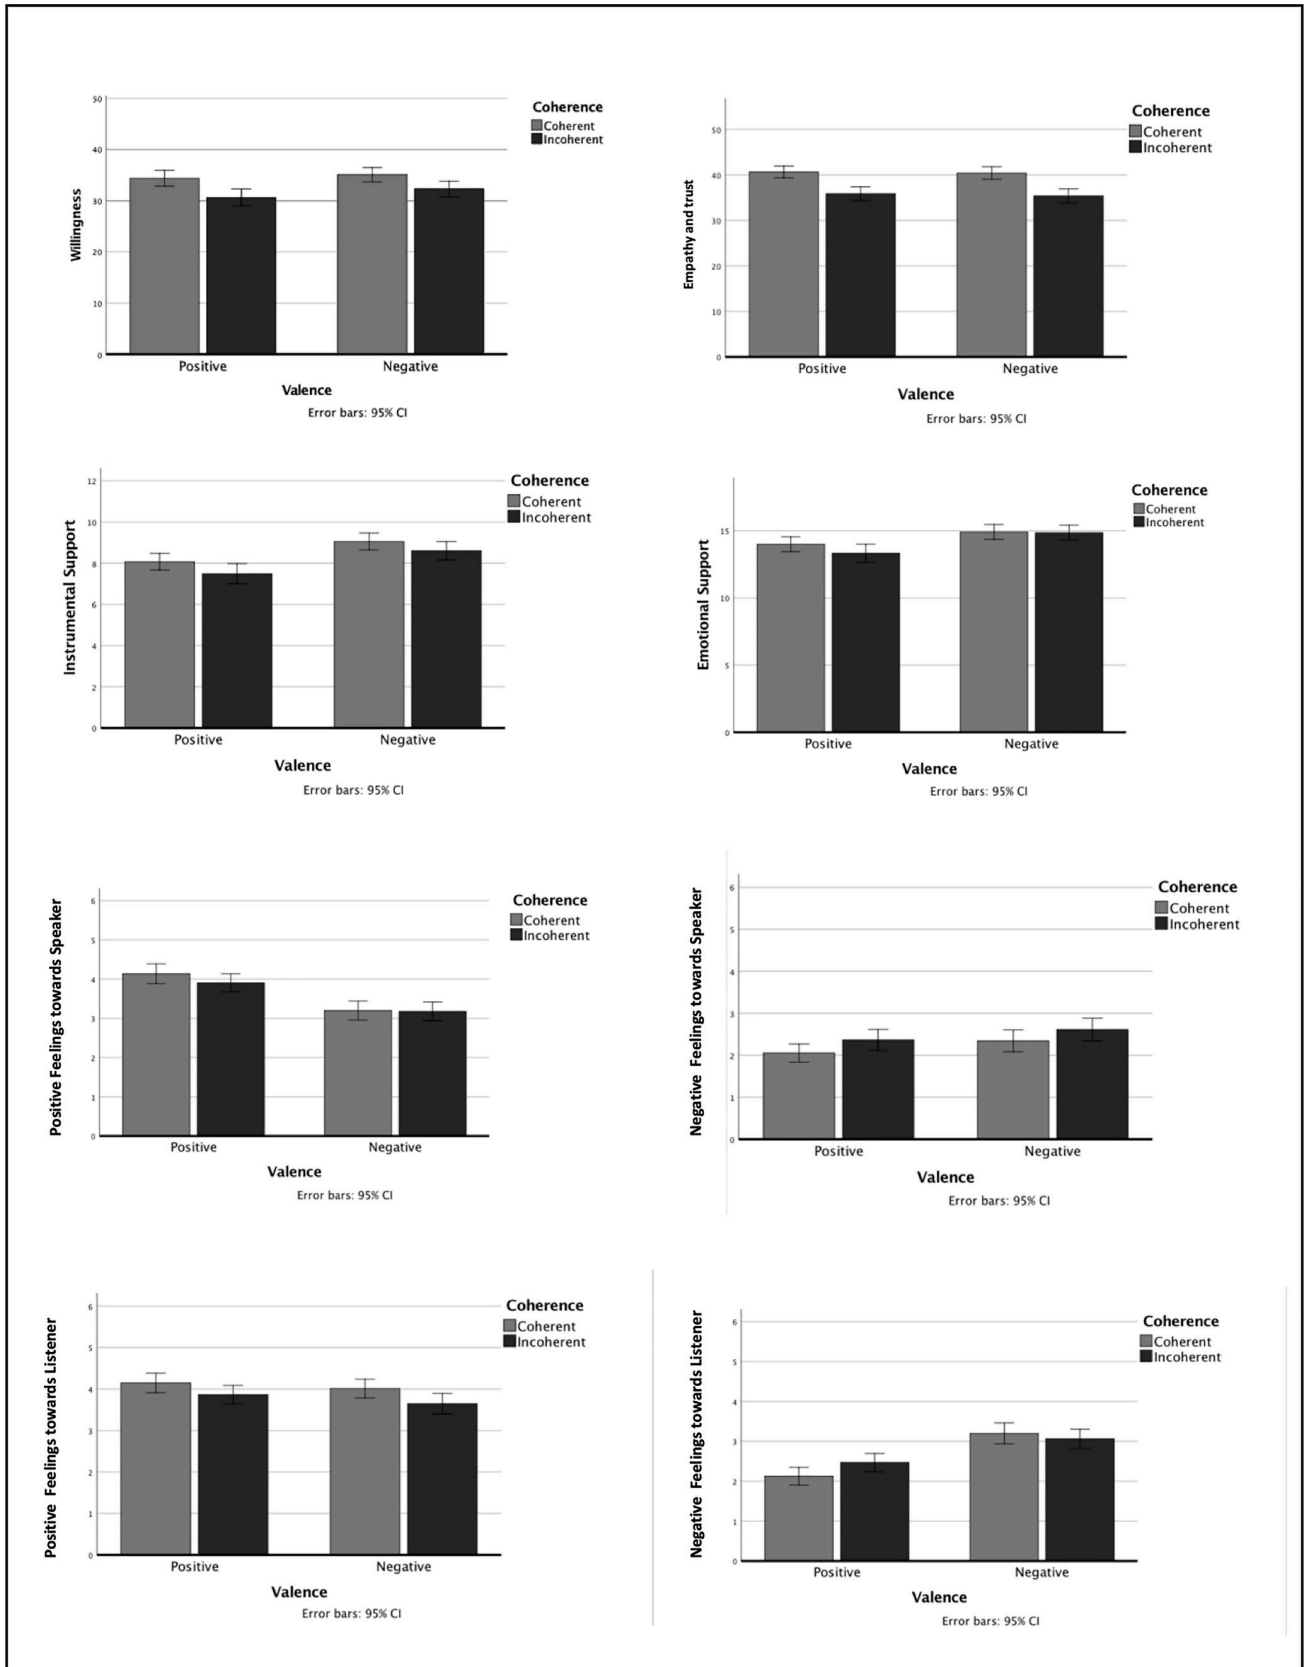 Willingness
50
40
30
20
10
0
Positive
Negative
Valence
Error bars: 95% CI
Coherence
Coherent
Incoherent
Empathy and trust
50
40
30
20
10
0
Positive
Negative
Valence
Error bars: 95% CI
Coherence
Coherent
Incoherent
Instrumental Support
12
10
8
6
4
2
0
Positive
Negative
Valence
Error bars: 95% CI
Coherence
Coherent
Incoherent
Emotional Support
15
10
5
0
Positive
Negative
Valence
Error bars: 95% CI
Coherence
Coherent
Incoherent
Positive Feelings towards Speaker
6
5
4
3
2
1
0
Positive
Negative
Valence
Error bars: 95% CI
Coherence
Coherent
Incoherent
Negative Feelings towards Speaker
6
5
4
3
2
1
0
Positive
Negative
Valence
Error bars: 95% CI
Coherence
Coherent
Incoherent
Positive Feelings towards Listener
6
5
4
3
2
1
0
Positive
Negative
Valence
Error bars: 95% CI
Coherence
Coherent
Incoherent
Negative Feelings towards Listener
6
5
4
3
2
1
0
Positive
Negative
Valence
Error bars: 95% CI
Coherence
Coherent
Incoherent